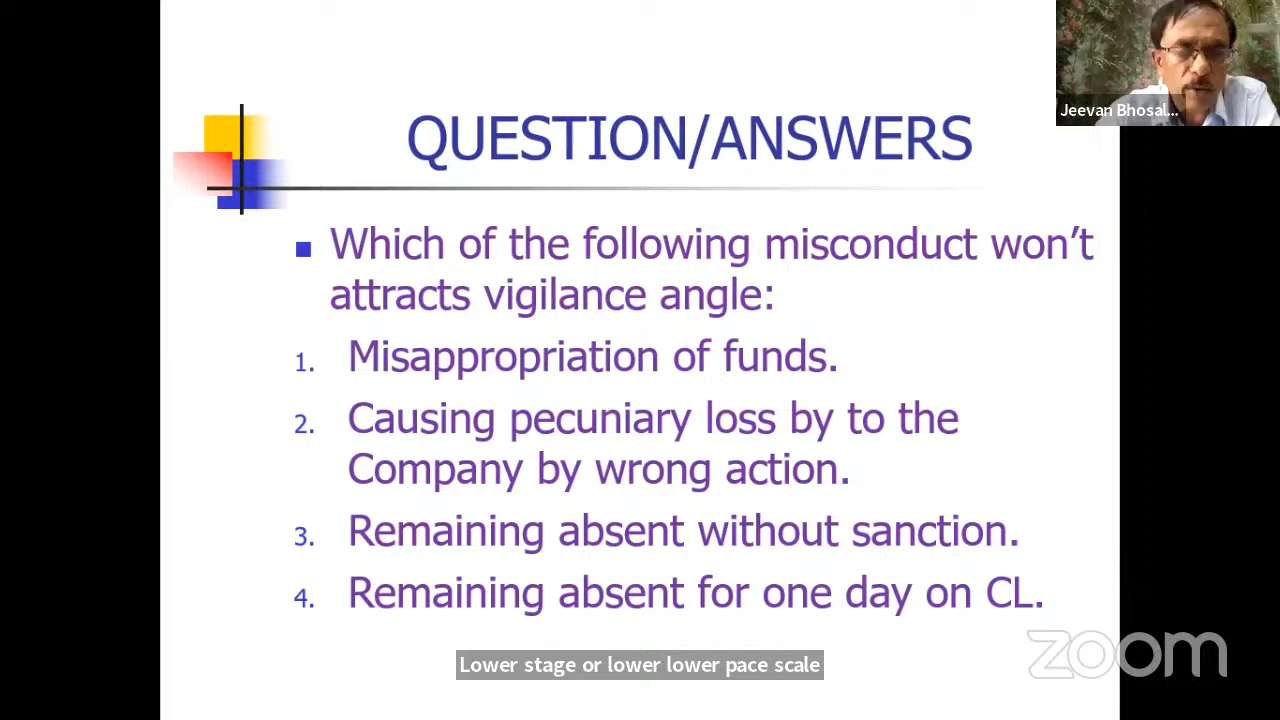 Jeevan Bhosal...
QUESTION/ANSWERS
Which of the following misconduct won’t
attracts vigilance angle:
1. Misappropriation of funds.
2. Causing pecuniary loss by to the
Company by wrong action.
3. Remaining absent without sanction.
4. Remaining absent for one day on CL.
zoom
Lower stage or lower lower pace scale